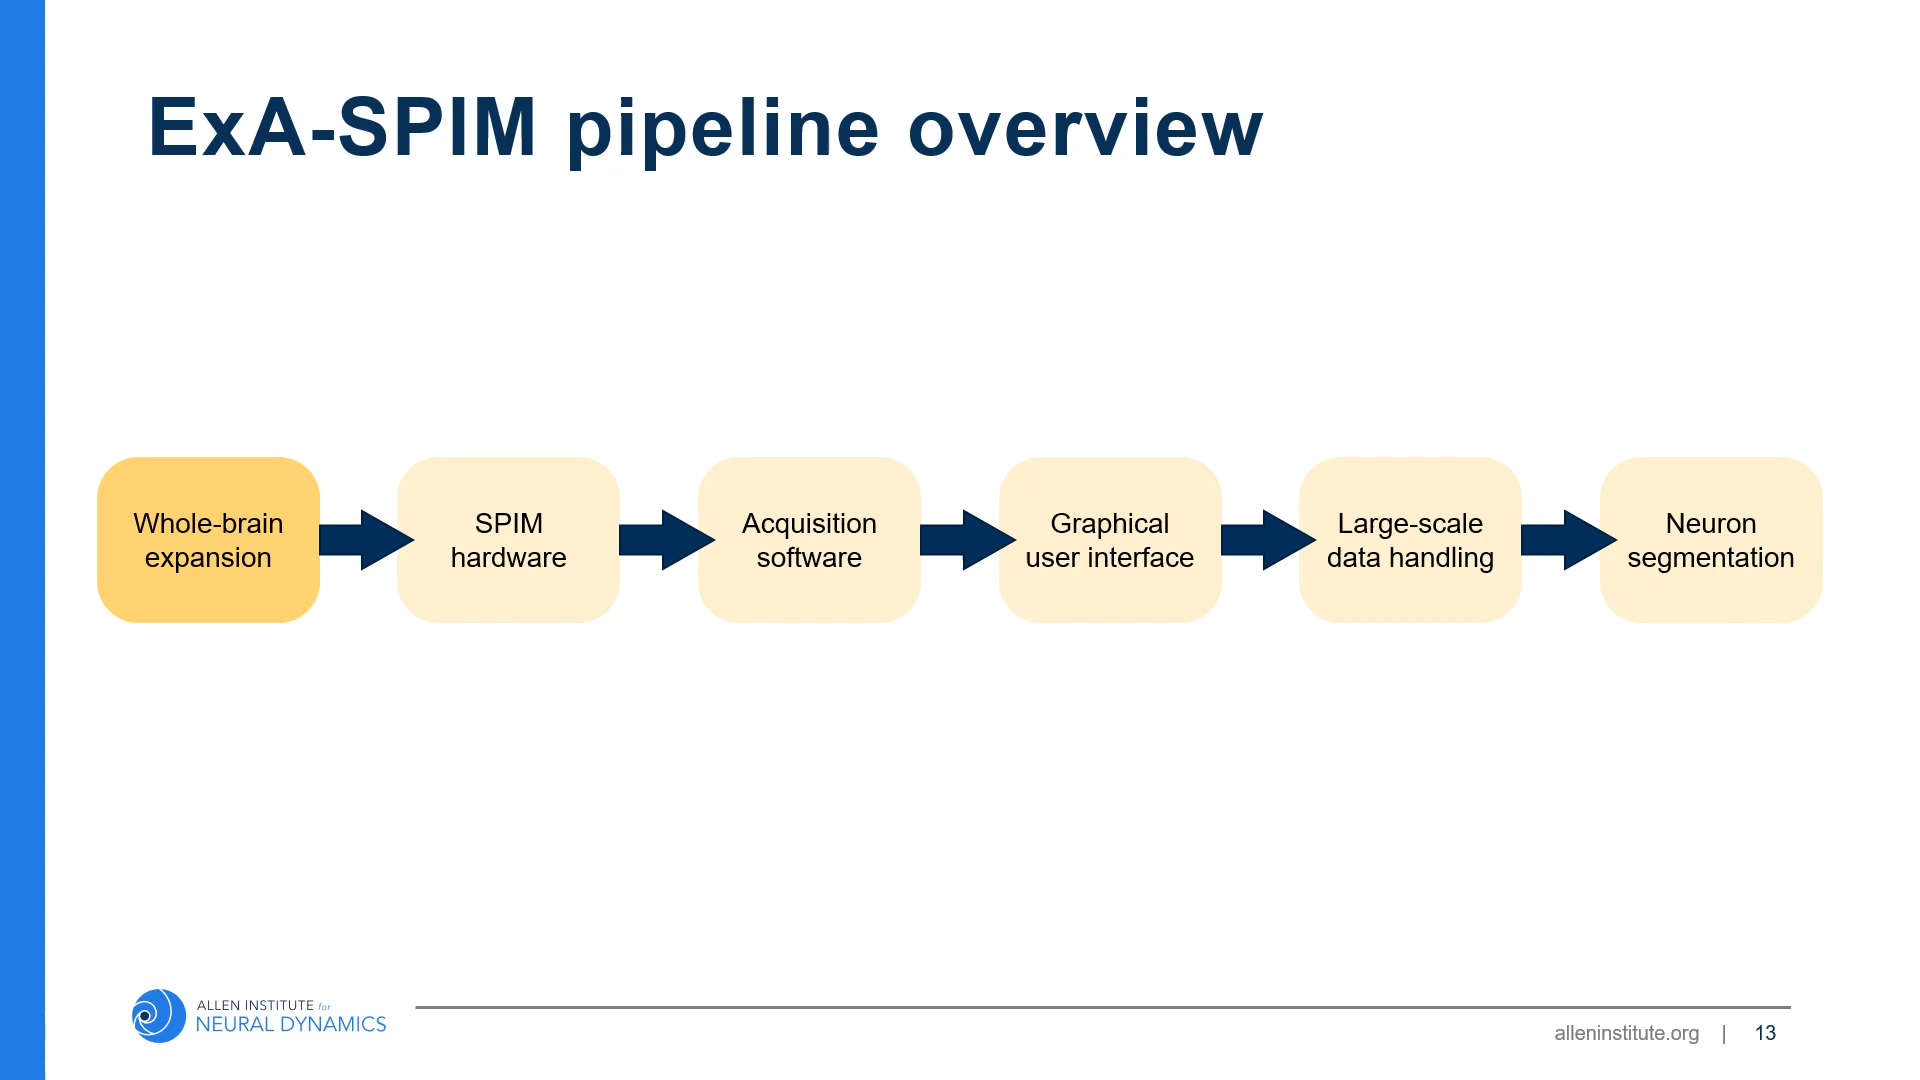 ExA-SPIM pipeline overview
Whole-brain
expansion
SPIM
hardware
Acquisition
software
Graphical
user interface
Large-scale
data handling
Neuron
segmentation
ALLEN INSTITUTE for
NEURAL DYNAMICS
alleninstitute.org | 13